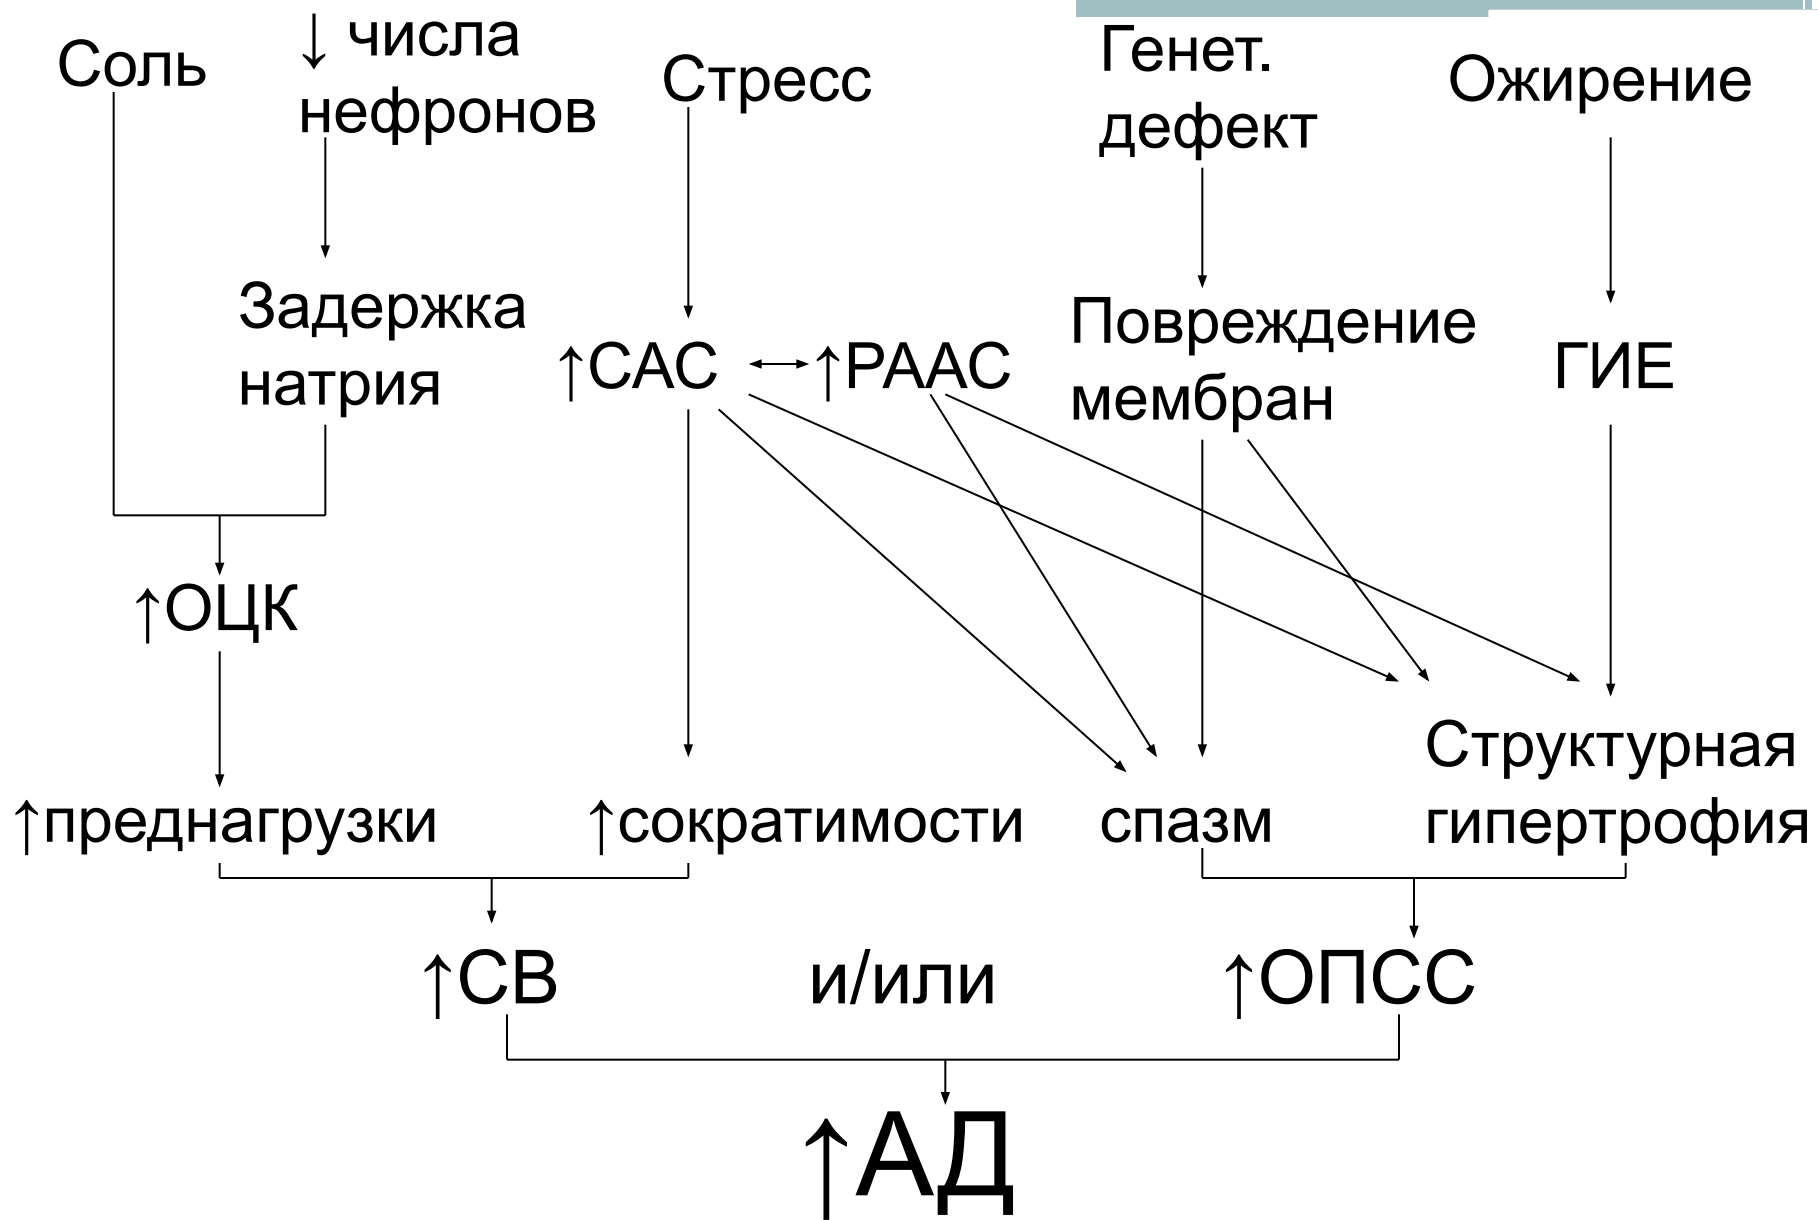 Соль
↓ числа
нефронов
Стресс
Генет.
дефект
Ожирение
Задержка
натрия
↑САС
↑РААС
Повреждение
мембран
ГИЕ
↑ОЦК
↑преднагрузки
↑сократимости
спазм
Структурная
гипертрофия
↑СВ
и/или
↑ОПСС
↑АД